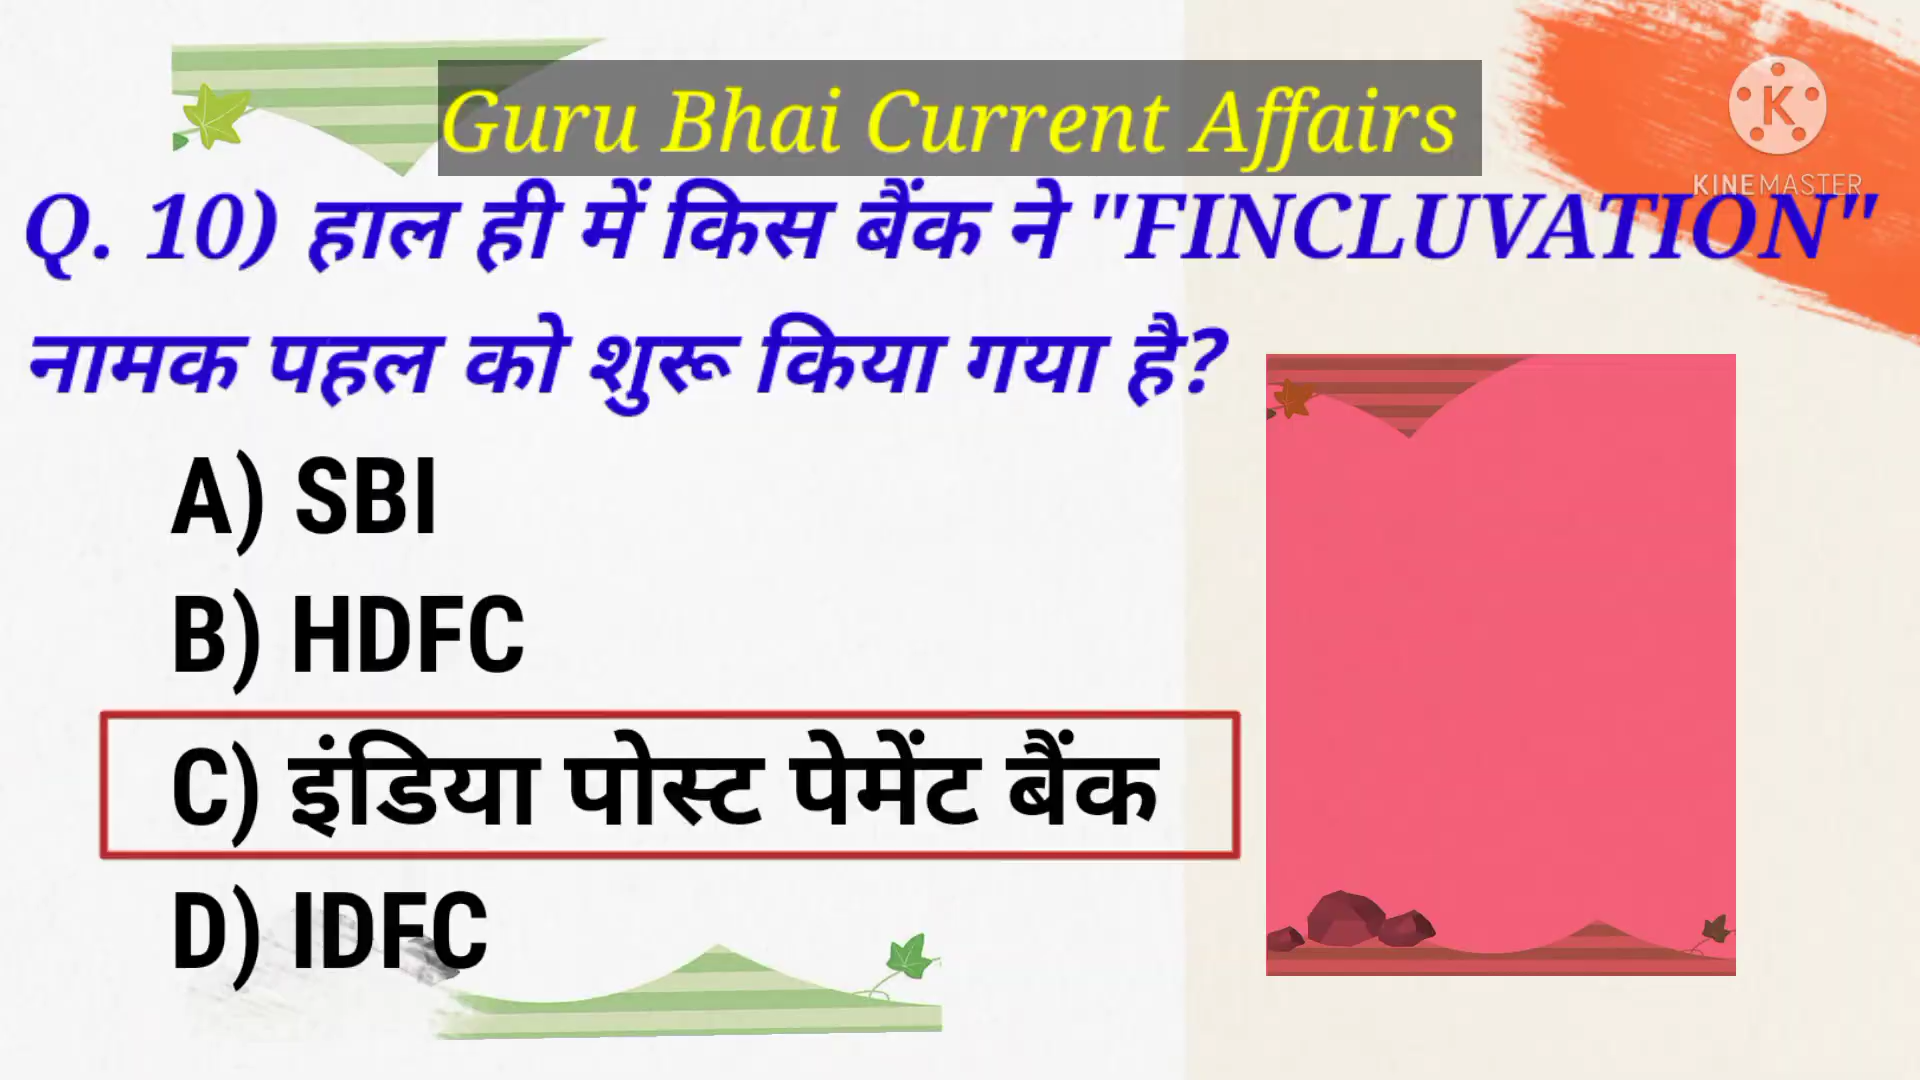 Guru Bhai Current Affairs
KINEMASTER
Q. 10) हाल ही में किस बैंक ने "FINCLUVATION"
नामक पहल को शुरू किया गया है?
A) SBI
B) HDFC
C) इंडिया पोस्ट पेमेंट बैंक
D) IDFC